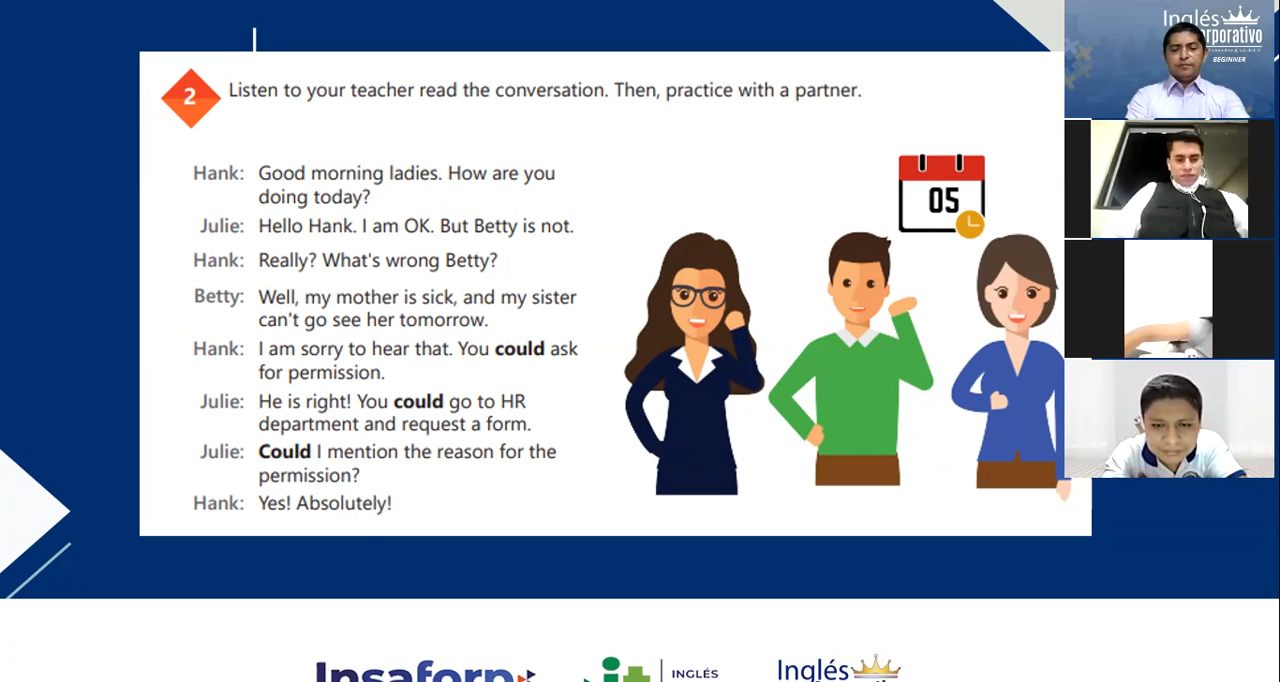 2
Listen to your teacher read the conversation. Then, practice with a partner.
Hank: Good morning ladies. How are you
doing today?
Julie: Hello Hank. I am OK. But Betty is not.
Hank: Really? What's wrong Betty?
Betty: Well, my mother is sick, and my sister
can't go see her tomorrow.
Hank: I am sorry to hear that. You could ask
for permission.
Julie: He is right! You could go to HR
department and request a form.
Julie: Could I mention the reason for the
permission?
Hank: Yes! Absolutely!
05
Inglés
BEGINNER
Insaforp
INGLÉS
Inglés